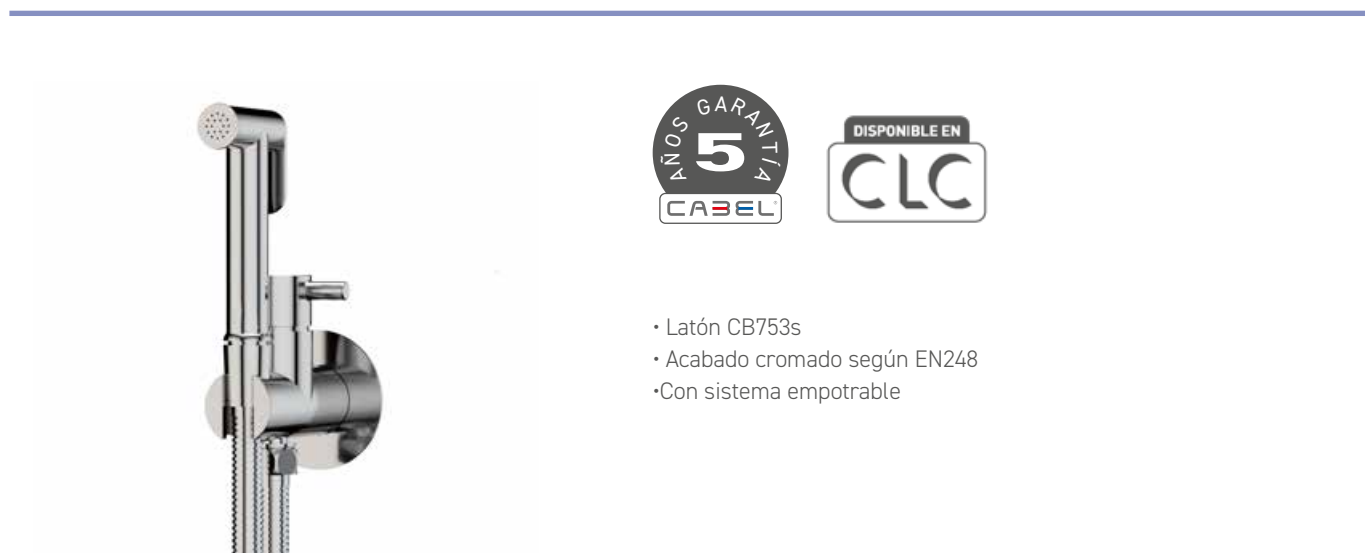 AÑOS GARANTÍA
5
CABEL
DISPONIBLE EN
CLC
• Latón CB753s
• Acabado cromado según EN248
•Con sistema empotrable